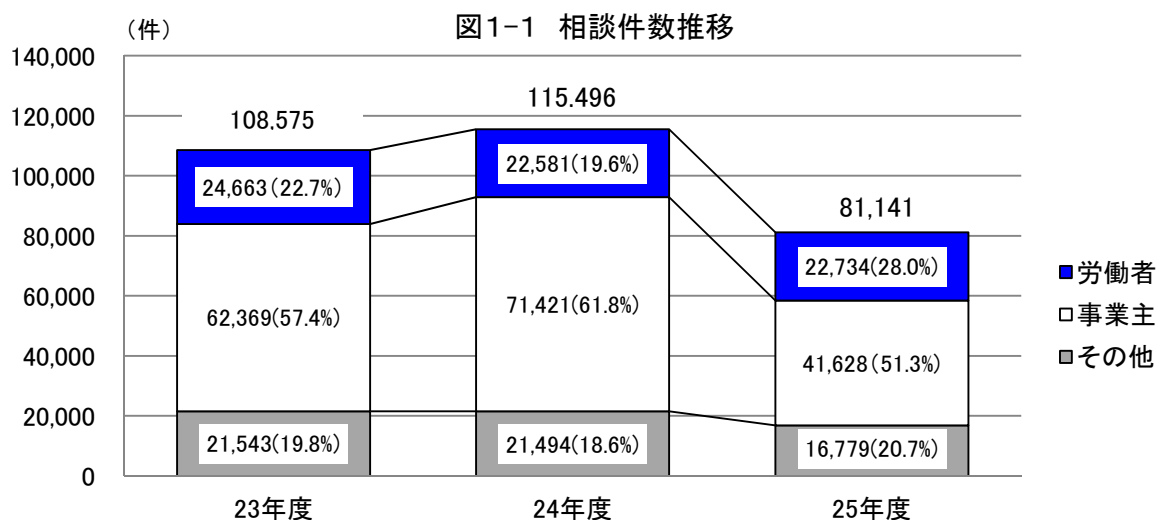 (件)
図1-1 相談件数推移
140,000
120,000
100,000
80,000
60,000
40,000
20,000
0
108,575
24,663(22.7%)
62,369(57.4%)
21,543(19.8%)
115.496
22,581(19.6%)
71,421(61.8%)
21,494(18.6%)
81,141
22,734(28.0%)
41,628(51.3%)
16,779(20.7%)
23年度
24年度
25年度
労働者
事業主
その他